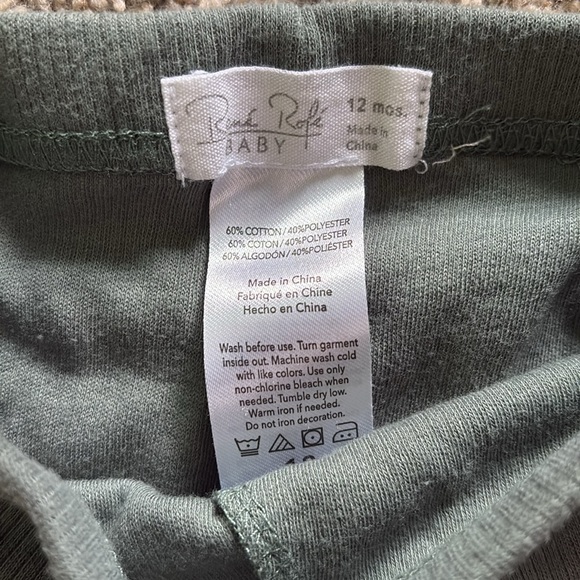 René Rofé
BABY
12 mos.
Made in
China
60% COTTON/40%POLYESTER
60% COTON/40%POLYESTER
60% ALGODÓN/40%POLIÉSTER
Made in China
Fabriqué en Chine
Hecho en China
Wash before use. Turn garment
inside out. Machine wash cold
with like colors. Use only
non-chlorine bleach when
needed. Tumble dry low.
Warm iron if needed.
Do not iron decoration.